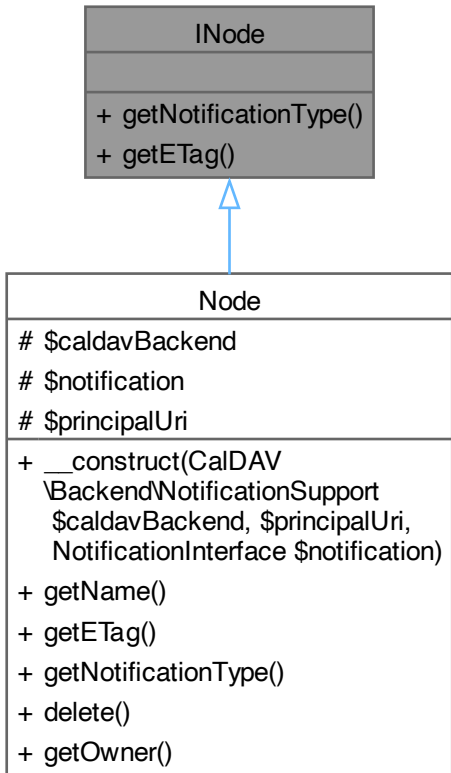 INode
+ getNotificationType()
+ getETag()
Node
# $caldavBackend
# $notification
# $principalUri
+ __construct(CalDAV
\Backend\NotificationSupport
$caldavBackend, $principalUri,
NotificationInterface $notification)
+ getName()
+ getETag()
+ getNotificationType()
+ delete()
+ getOwner()